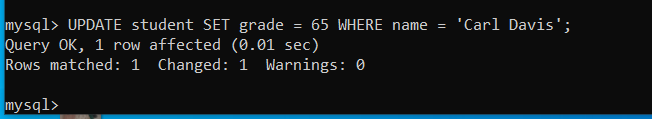 mysql> UPDATE student SET grade = 65 WHERE name = 'Carl Davis';
Query OK, 1 row affected (0.01 sec)
Rows matched: 1  Changed: 1  Warnings: 0
mysql>